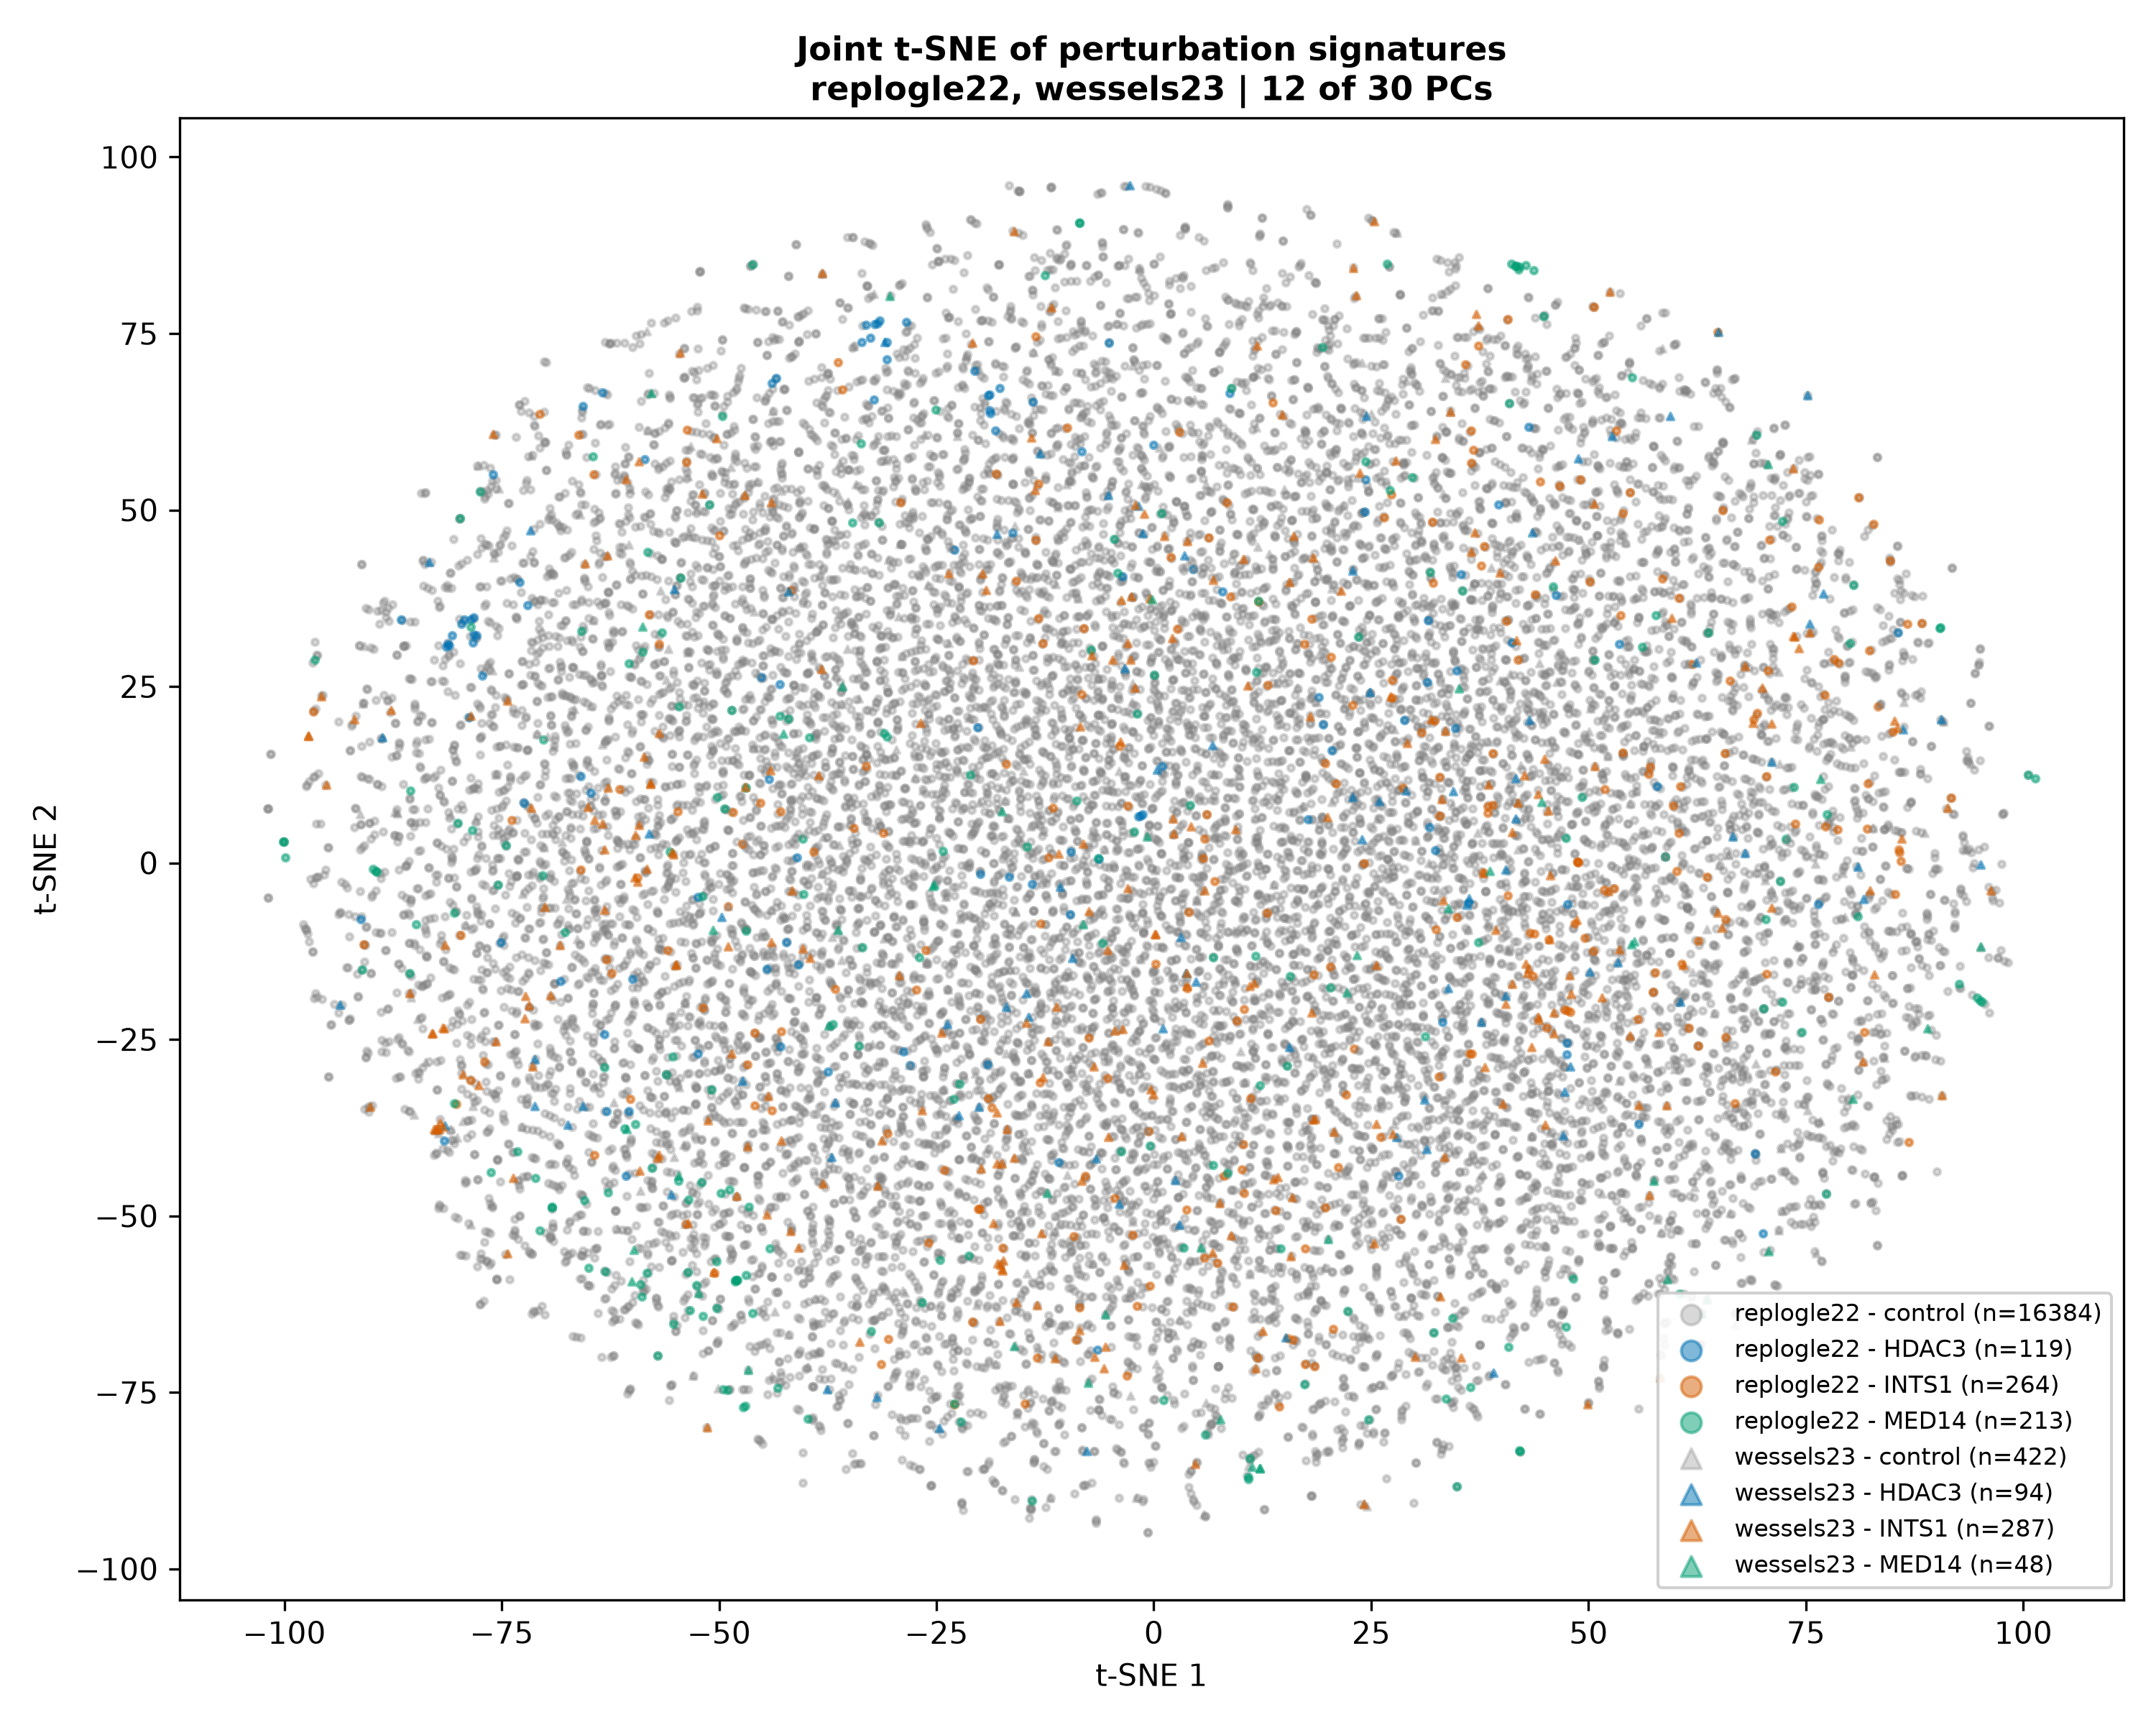 Joint t-SNE of perturbation signatures
replogle22, wessels23 | 12 of 30 PCs
100
75
50
25
0
−25
−50
−75
−100
t-SNE 2
−100
−75
−50
−25
0
25
50
75
100
t-SNE 1
replogle22 - control (n=16384)
replogle22 - HDAC3 (n=119)
replogle22 - INTS1 (n=264)
replogle22 - MED14 (n=213)
wessels23 - control (n=422)
wessels23 - HDAC3 (n=94)
wessels23 - INTS1 (n=287)
wessels23 - MED14 (n=48)